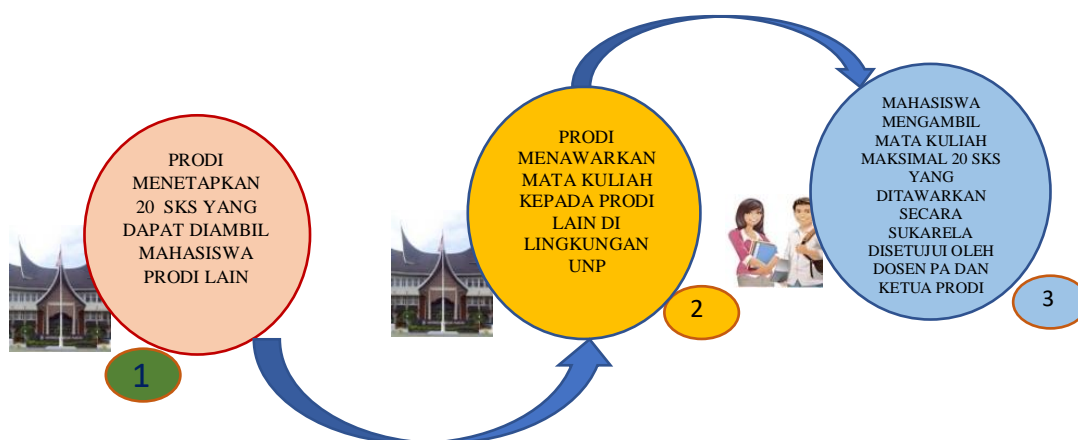 PRODI
MENETAPKAN
20 SKS YANG
DAPAT DIAMBIL
MAHASISWA
PRODI LAIN
1
PRODI
MENAWARKAN
MATA KULIAH
KEPADA PRODI
LAIN DI
LINGKUNGAN
UNP
2
MAHASISWA
MENGAMBIL
MATA KULIAH
MAKSIMAL 20 SKS
YANG
DITAWARKAN
SECARA
SUKARELA
DISETUJUI OLEH
DOSEN PA DAN
KETUA PRODI
3